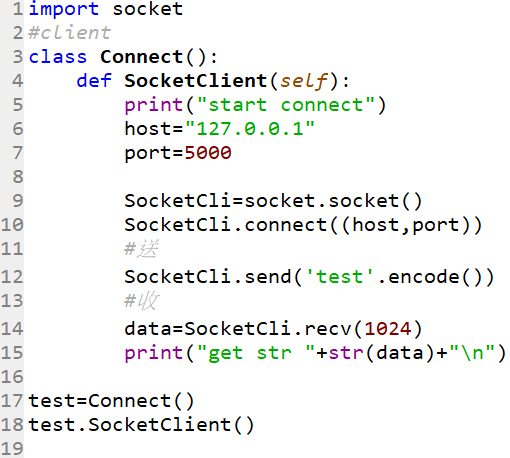 1 import socket
2 #client
3 class Connect():
4     def SocketClient(self):
5         print("start connect")
6         host="127.0.0.1"
7         port=5000
8
9         SocketCli=socket.socket()
10         SocketCli.connect((host,port))
11         #送
12         SocketCli.send('test'.encode())
13         #收
14         data=SocketCli.recv(1024)
15         print("get str "+str(data)+"\n")
16
17 test=Connect()
18 test.SocketClient()
19